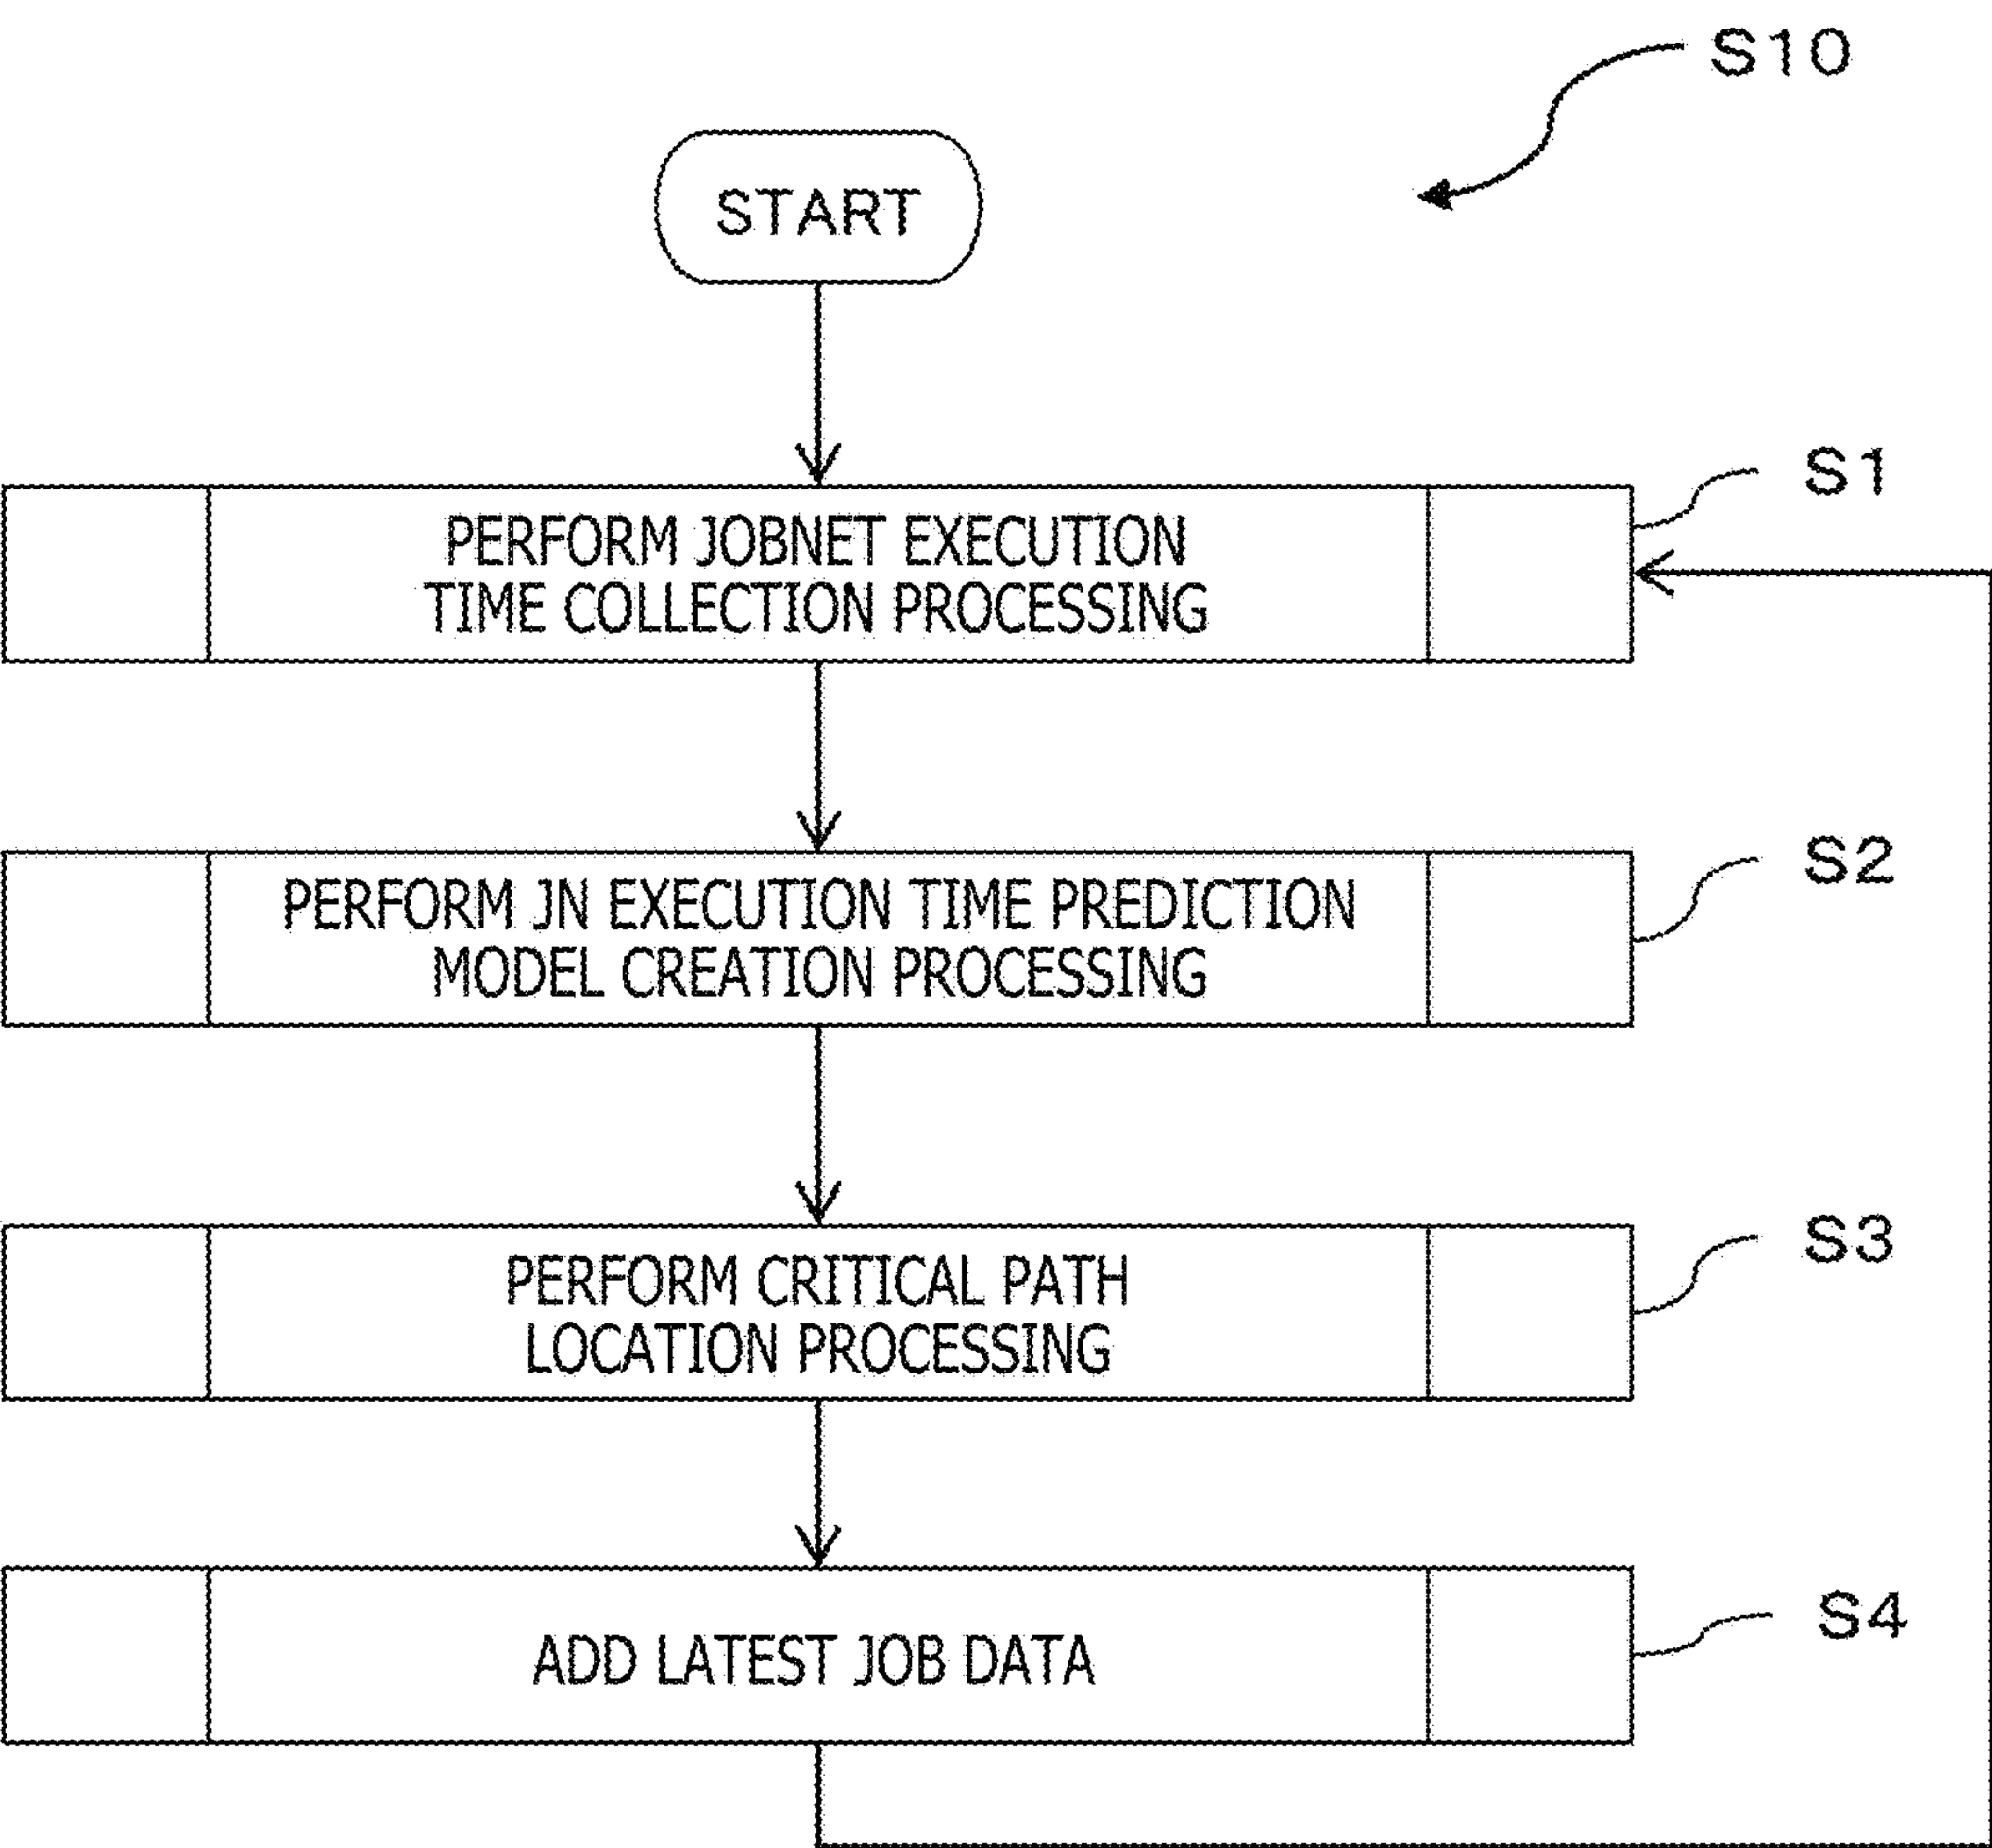 S10
START
S1
PERFORM JOBNET EXECUTION
TIME COLLECTION PROCESSING
S2
PERFORM JN EXECUTION TIME PREDICTION
MODEL CREATION PROCESSING
S3
PERFORM CRITICAL PATH
LOCATION PROCESSING
S4
ADD LATEST JOB DATA